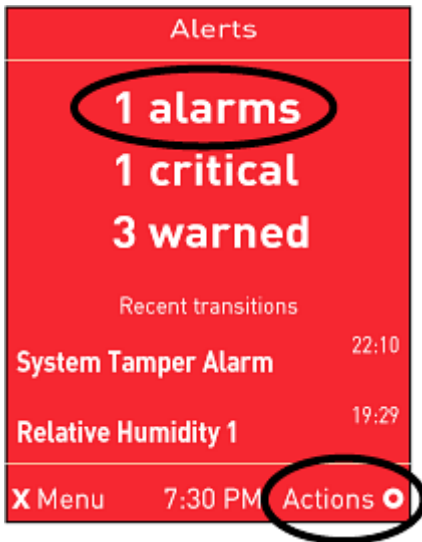 Alerts
1 alarms
1 critical
3 warned
Recent transitions
System Tamper Alarm 22:10
Relative Humidity 1 19:29
X Menu 7:30 PM Actions O